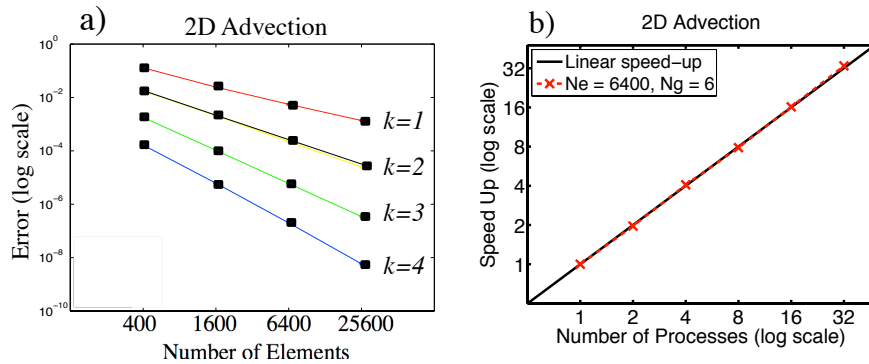 a)
2D Advection
10⁰
10⁻²
10⁻⁴
10⁻⁶
10⁻⁸
10⁻¹⁰
Error (log scale)
k=1
k=2
k=3
k=4
400 1600 6400 25600
Number of Elements
b)
2D Advection
Linear speed-up
Ne = 6400, Ng = 6
32
16
8
4
2
1
Speed Up (log scale)
1 2 4 8 16 32
Number of Processes (log scale)